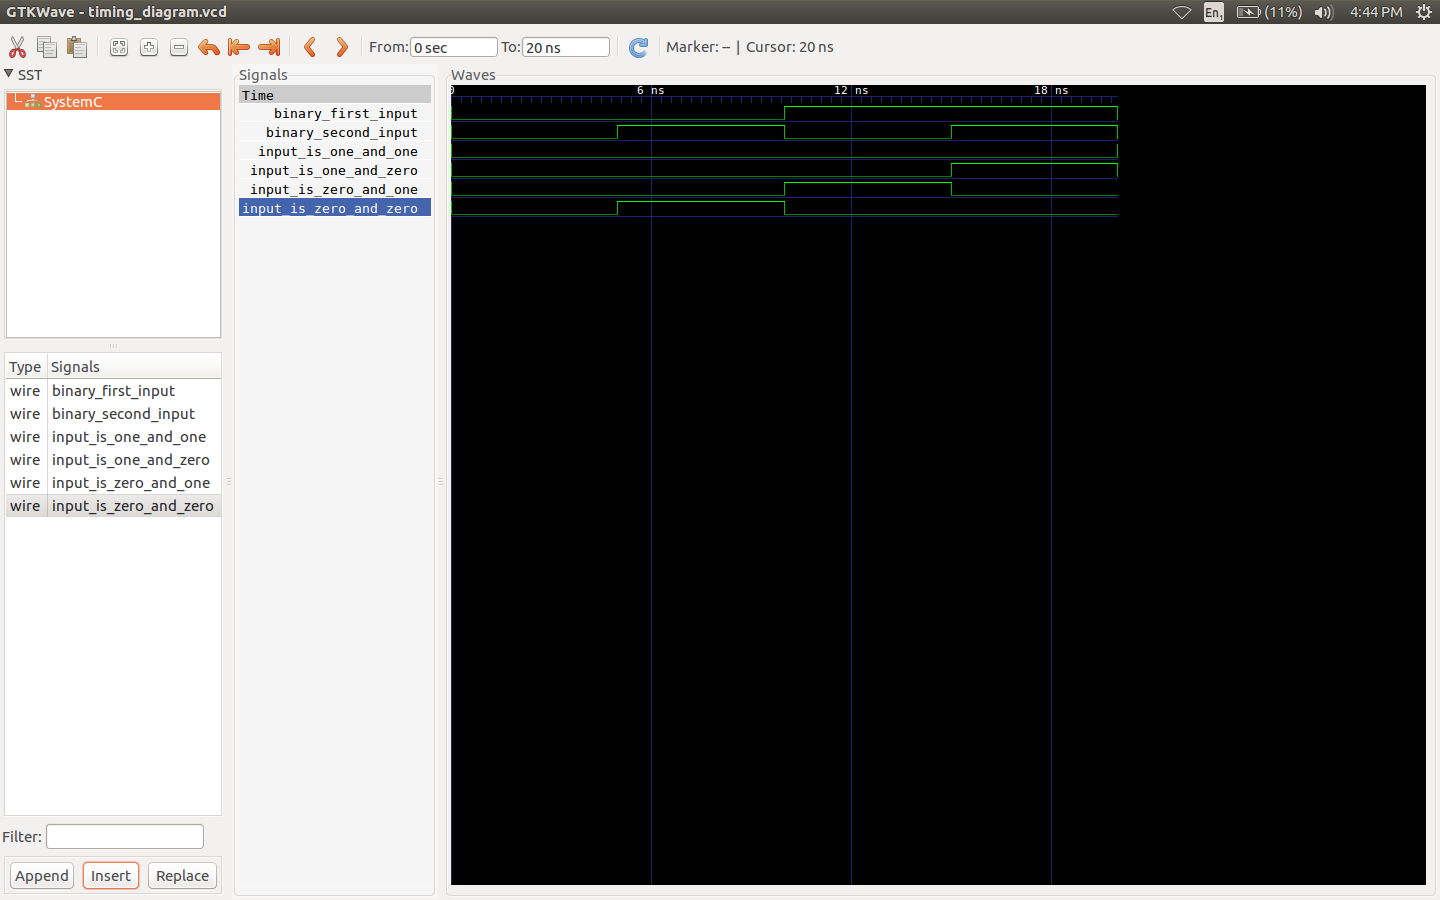 GTKWave - timing_diagram.vcd
En1 (11%) 4:44 PM
From: 0 sec To: 20 ns Marker: -- | Cursor: 20 ns
SST
SystemC
Type Signals
wire binary_first_input
wire binary_second_input
wire input_is_one_and_one
wire input_is_one_and_zero
wire input_is_zero_and_one
wire input_is_zero_and_zero
Filter:
Append Insert Replace
Signals
Time
binary_first_input
binary_second_input
input_is_one_and_one
input_is_one_and_zero
input_is_zero_and_one
input_is_zero_and_zero
Waves
0 6 ns 12 ns 18 ns